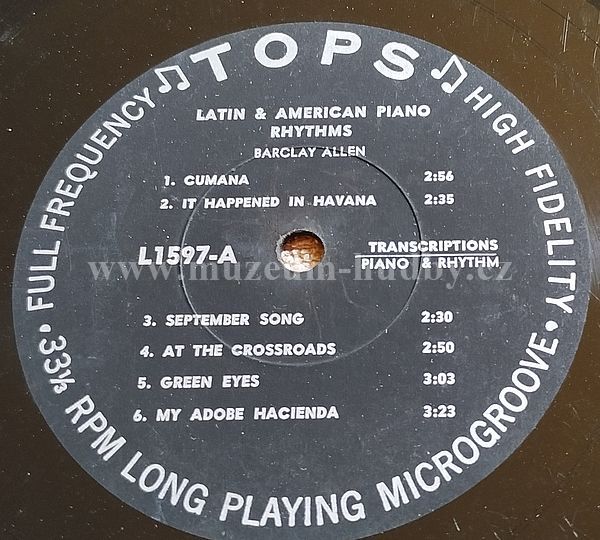 ♫ TOPS ♫
FULL FREQUENCY
HIGH FIDELITY
LATIN & AMERICAN PIANO
RHYTHMS
BARCLAY ALLEN
1. CUMANA 2:56
2. IT HAPPENED IN HAVANA 2:35
L1597-A
TRANSCRIPTIONS
PIANO & RHYTHM
www.muzeum-hudby.cz
3. SEPTEMBER SONG 2:30
4. AT THE CROSSROADS 2:50
5. GREEN EYES 3:03
6. MY ADOBE HACIENDA 3:23
• 33⅓ RPM LONG PLAYING MICROGROOVE •